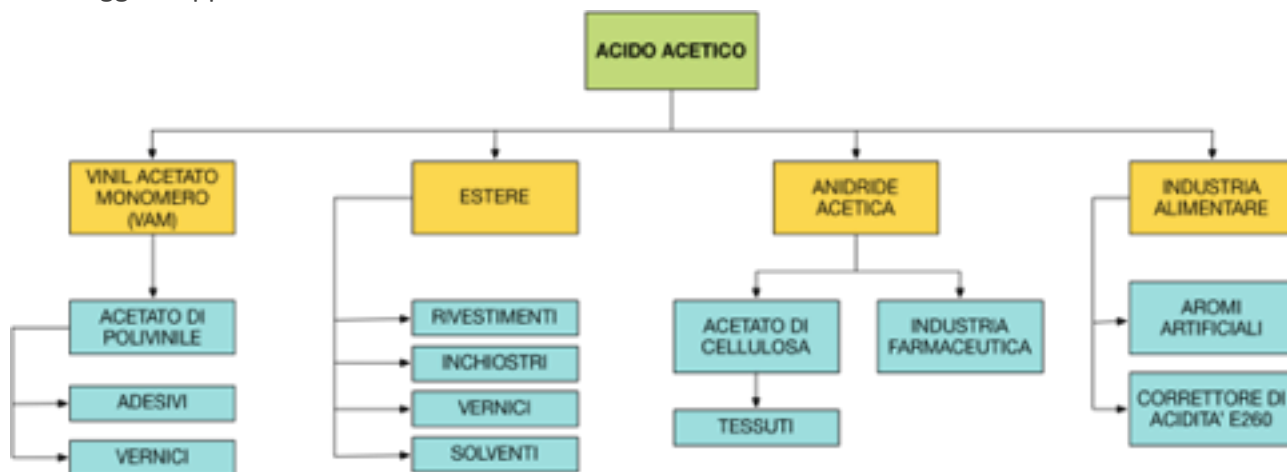 ACIDO ACETICO
VINIL ACETATO
MONOMERO
(VAM)
ESTERE
ANIDRIDE
ACETICA
INDUSTRIA
ALIMENTARE
ACETATO DI
POLIVINILE
ADESIVI
VERNICI
RIVESTIMENTI
INCHIOSTRI
VERNICI
SOLVENTI
ACETATO DI
CELLULOSA
TESSUTI
INDUSTRIA
FARMACEUTICA
AROMI
ARTIFICIALI
CORRETTORE DI
ACIDITA' E260